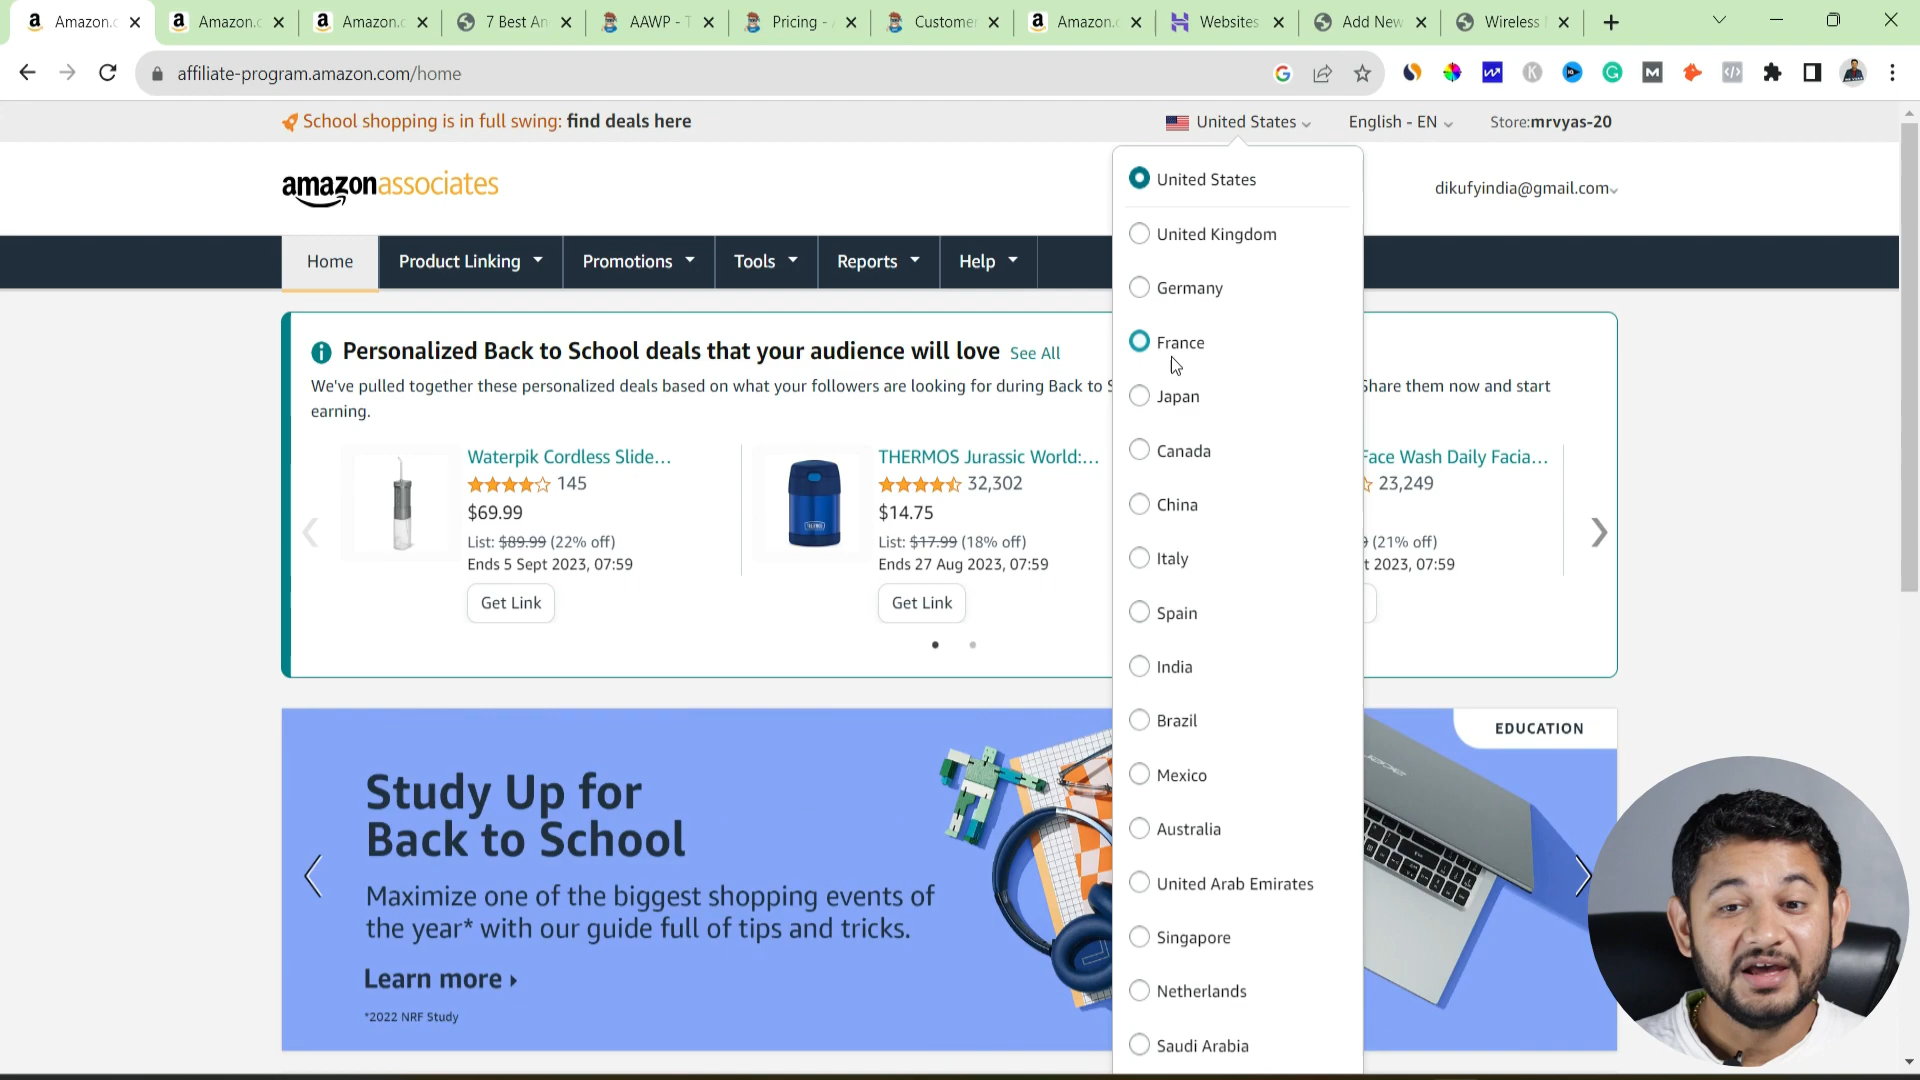 Amazon.c
Amazon.c
Amazon.c
7 Best An
AAWP - T
Pricing -
Custome
Amazon.c
Websites
Add New
Wireless
affiliate-program.amazon.com/home
School shopping is in full swing: find deals here
United States
English - EN
Store:mrvyas-20
amazonassociates
dikufyindia@gmail.com
Home
Product Linking
Promotions
Tools
Reports
Help
United States
United Kingdom
Germany
France
Japan
Canada
China
Italy
Spain
India
Brazil
Mexico
Australia
United Arab Emirates
Singapore
Netherlands
Saudi Arabia
Personalized Back to School deals that your audience will love See All
We've pulled together these personalized deals based on what your followers are looking for during Back to S
Share them now and start
earning.
Waterpik Cordless Slide...
145
$69.99
List: $89.99 (22% off)
Ends 5 Sept 2023, 07:59
Get Link
THERMOS Jurassic World:...
32,302
$14.75
List: $17.99 (18% off)
Ends 27 Aug 2023, 07:59
Get Link
Face Wash Daily Facia...
23,249
(21% off)
t 2023, 07:59
EDUCATION
Study Up for
Back to School
Maximize one of the biggest shopping events of
the year* with our guide full of tips and tricks.
Learn more
*2022 NRF Study